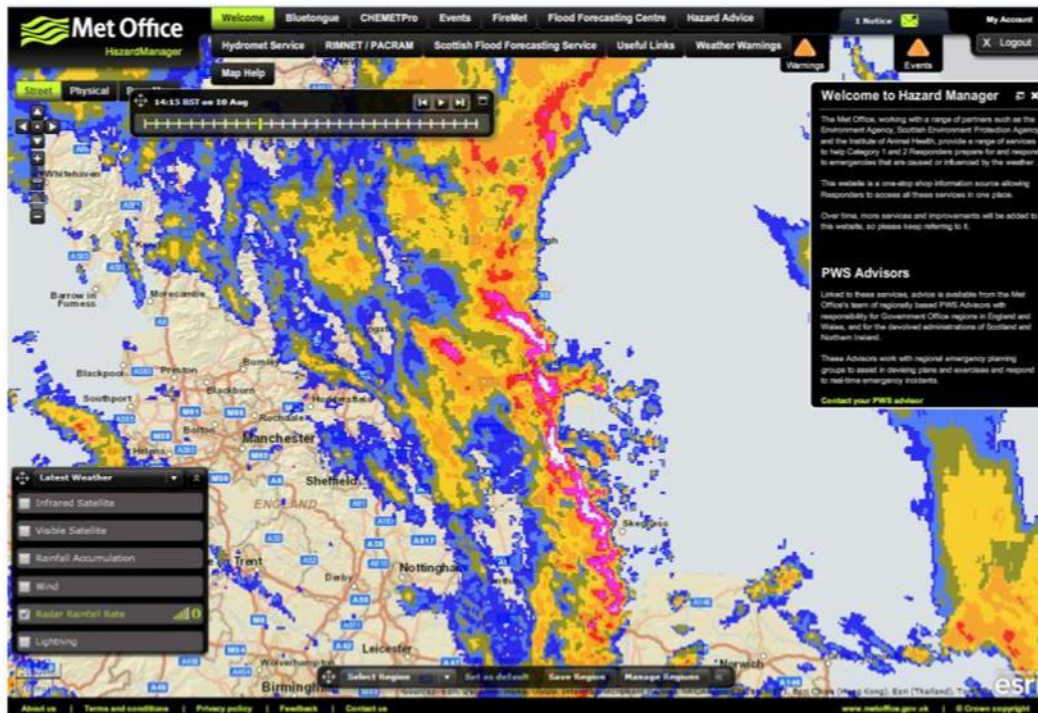 Met Office
HazardManager
Welcome
Bluetongue
CHEMETPro
Events
FireMet
Flood Forecasting Centre
Hazard Advice
1 Notice
My Account
Hydromet Service
RIMNET / PACRAM
Scottish Flood Forecasting Service
Useful Links
Weather Warnings
Warnings
Events
X Logout
Map Help
Street
Physical
14:15 BST on 10 Aug
Welcome to Hazard Manager
The Met Office, working with a range of partners such as the
Environment Agency, Scottish Environment Protection Agency
and the Institute of Animal Health, provide a range of services
to help Category 1 and 2 Responders prepare for and respond
to emergencies that are caused or influenced by the weather.
This website is a one-stop shop information source allowing
Responders to access all these services in one place.
Over time, more services and improvements will be added to
this website, so please keep referring to it.
PWS Advisors
Linked to these services, advice is available from the Met
Office's team of regionally based PWS Advisors with
responsibility for Government Office regions in England and
Wales, and for the devolved administrations of Scotland and
Northern Ireland.
These Advisors work with regional emergency planning
groups to assist in devising plans and exercises and respond
to real-time emergency incidents.
Contact your PWS advisor
Whitehaven
Barrow in
Furness
Morecambe
Blackpool
Preston
Burnley
Blackburn
Southport
Rochdale
Bolton
Manchester
Sheffield
ENGLAND
Skegness
Trent
Derby
Nottingham
Leicester
Wolverhampton
Birmingham
Norwich
Latest Weather
Infrared Satellite
Visible Satellite
Rainfall Accumulation
Wind
Radar Rainfall Rate
Lightning
Select Region
Set as default
Save Region
Manage Regions
esri
About us | Terms and conditions | Privacy policy | Feedback | Contact us
www.metoffice.gov.uk | © Crown copyright